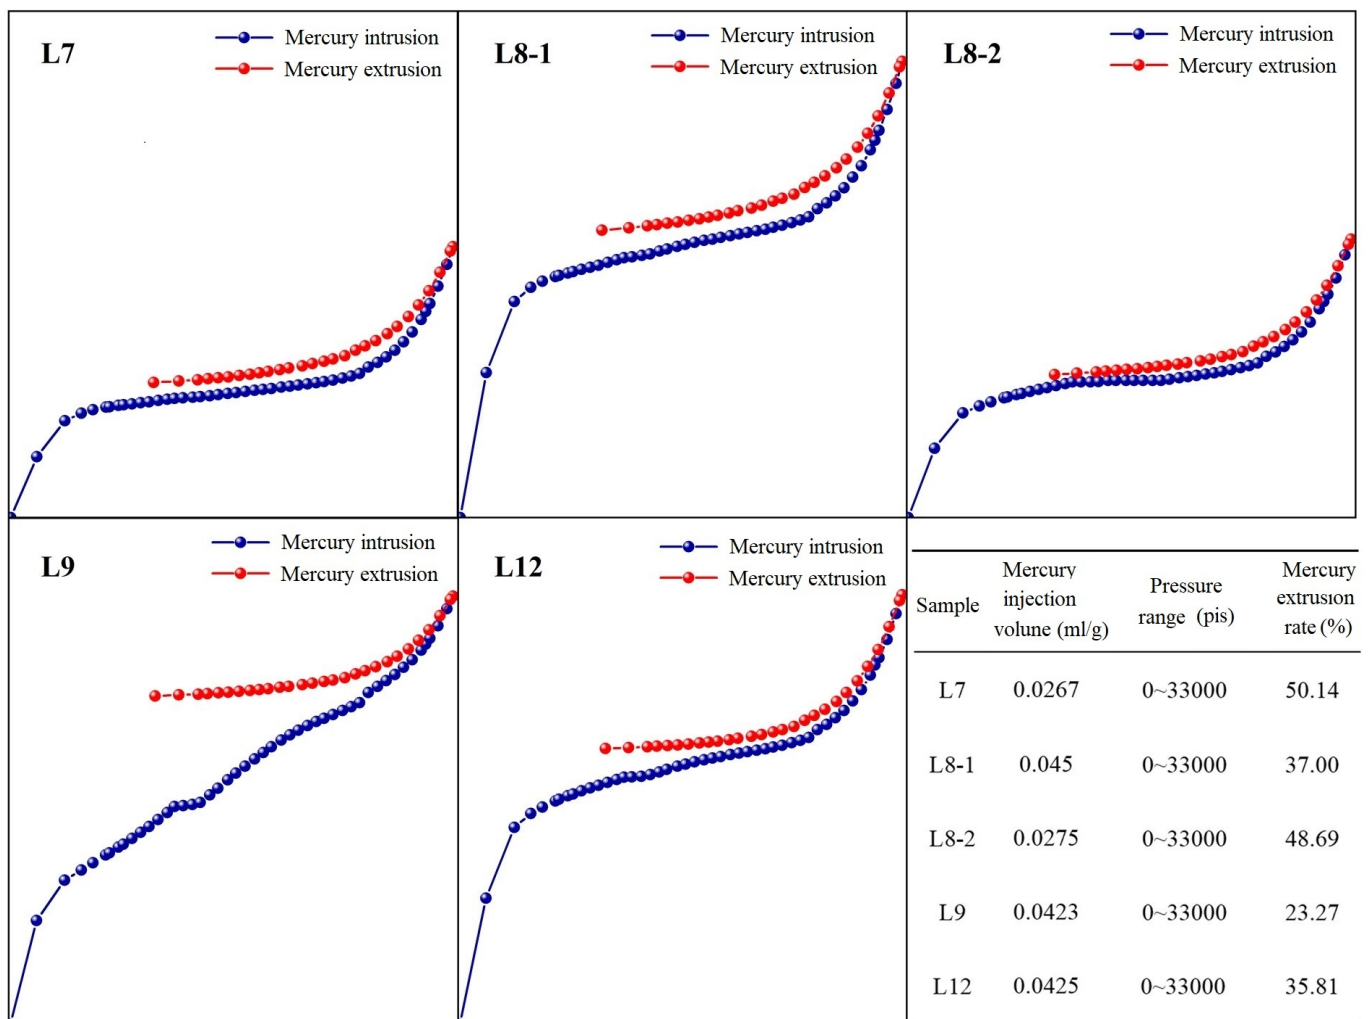 L7
Mercury intrusion
Mercury extrusion
L8-1
Mercury intrusion
Mercury extrusion
L8-2
Mercury intrusion
Mercury extrusion
L9
Mercury intrusion
Mercury extrusion
L12
Mercury intrusion
Mercury extrusion
Sample
Mercury
injection
volune (ml/g)
Pressure
range (pis)
Mercury
extrusion
rate (%)
L7 0.0267 0~33000 50.14
L8-1 0.045 0~33000 37.00
L8-2 0.0275 0~33000 48.69
L9 0.0423 0~33000 23.27
L12 0.0425 0~33000 35.81